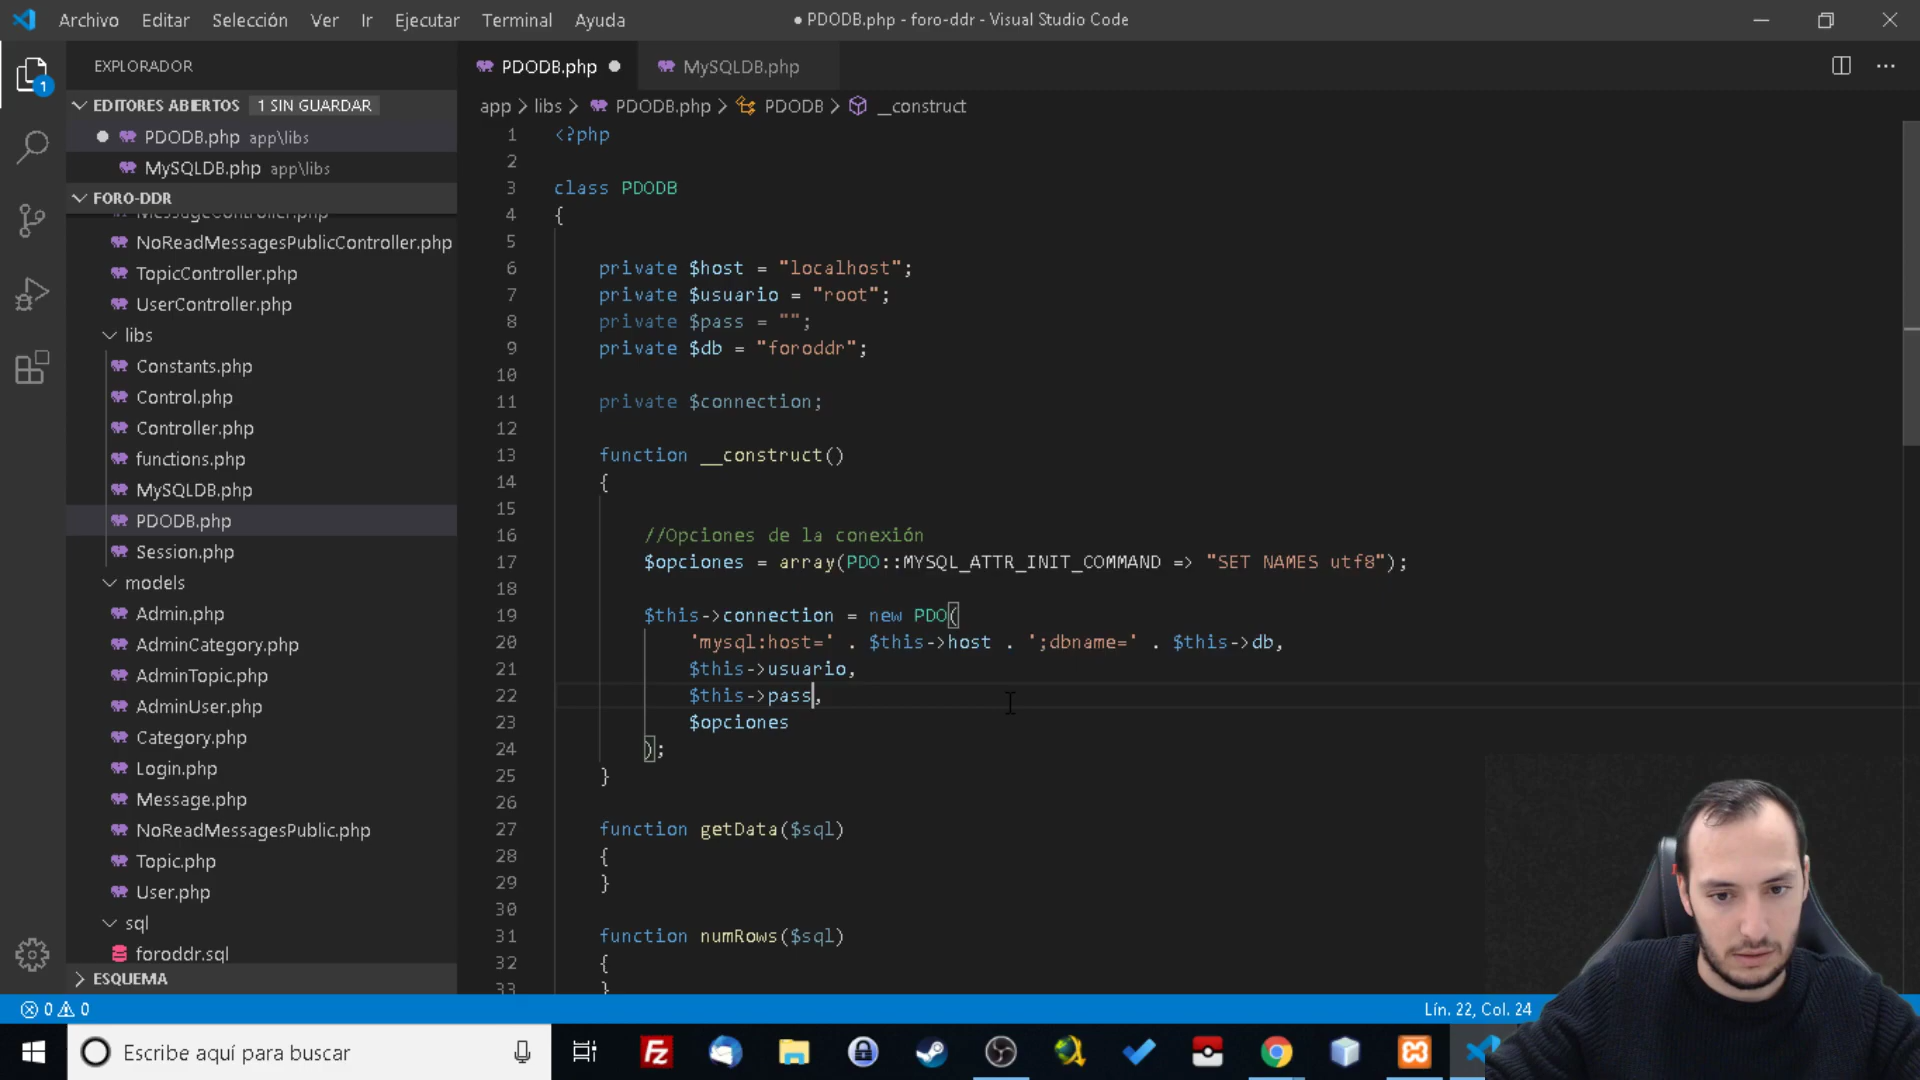 Archivo Editar Selección Ver Ir Ejecutar Terminal Ayuda
● PDODB.php - foro-ddr - Visual Studio Code
EXPLORADOR
1
EDITORES ABIERTOS 1 SIN GUARDAR
PDODB.php app\libs
MySQLDB.php app\libs
FORO-DDR
MessageController.php
NoReadMessagesPublicController.php
TopicController.php
UserController.php
libs
Constants.php
Control.php
Controller.php
functions.php
MySQLDB.php
PDODB.php
Session.php
models
Admin.php
AdminCategory.php
AdminTopic.php
AdminUser.php
Category.php
Login.php
Message.php
NoReadMessagesPublic.php
Topic.php
User.php
sql
foroddr.sql
ESQUEMA
PDODB.php ● MySQLDB.php
app > libs > PDODB.php > PDODB > __construct
1 <?php
2
3 class PDODB
4 {
5
6 private $host = "localhost";
7 private $usuario = "root";
8 private $pass = "";
9 private $db = "foroddr";
10
11 private $connection;
12
13 function __construct()
14 {
15
16 //Opciones de la conexión
17 $opciones = array(PDO::MYSQL_ATTR_INIT_COMMAND => "SET NAMES utf8");
18
19 $this->connection = new PDO(
20 'mysql:host=' . $this->host . ';dbname=' . $this->db,
21 $this->usuario,
22 $this->pass,
23 $opciones
24 );
25 }
26
27 function getData($sql)
28 {
29 }
30
31 function numRows($sql)
32 {
33 }
0 0
Lín. 22, Col. 24
Escribe aquí para buscar